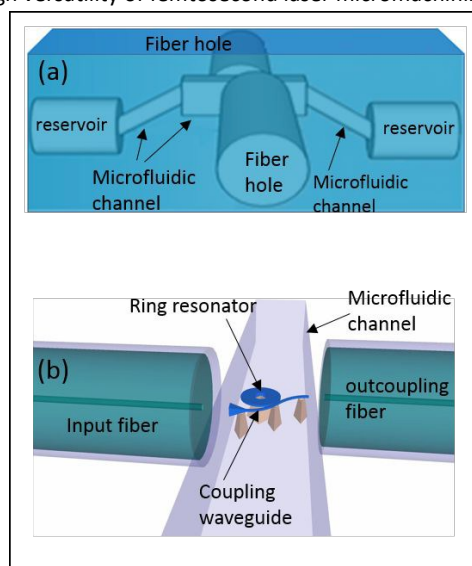 Fiber hole
(a)
reservoir
reservoir
Fiber
hole
Microfluidic
channel
Microfluidic
channel
Microfluidic
channel
Ring resonator
(b)
outcoupling
fiber
Input fiber
Coupling
waveguide